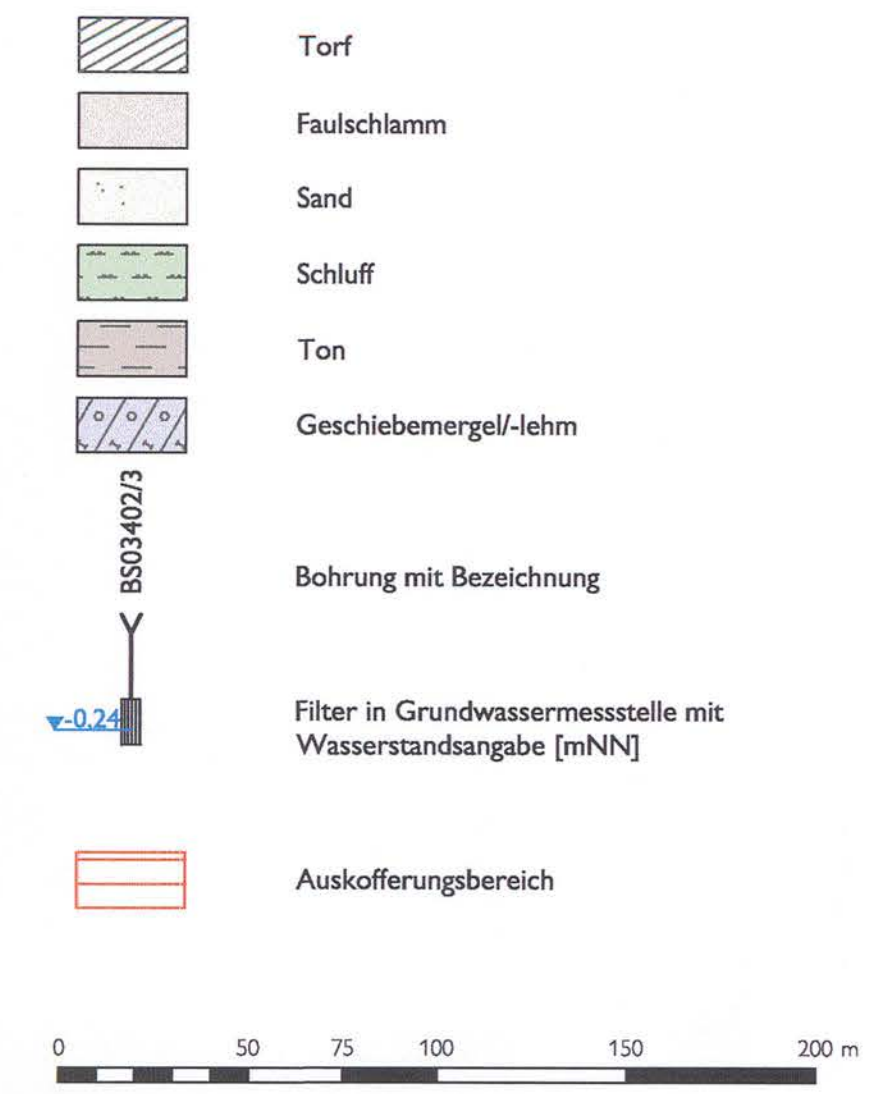 Torf
Faulschlamm
Sand
Schluff
Ton
Geschiebemergel/-lehm
BS03402/3
Bohrung mit Bezeichnung
-0.24
Filter in Grundwassermessstelle mit
Wasserstandsangabe [mNN]
Auskofferungsbereich
0 50 75 100 150 200 m